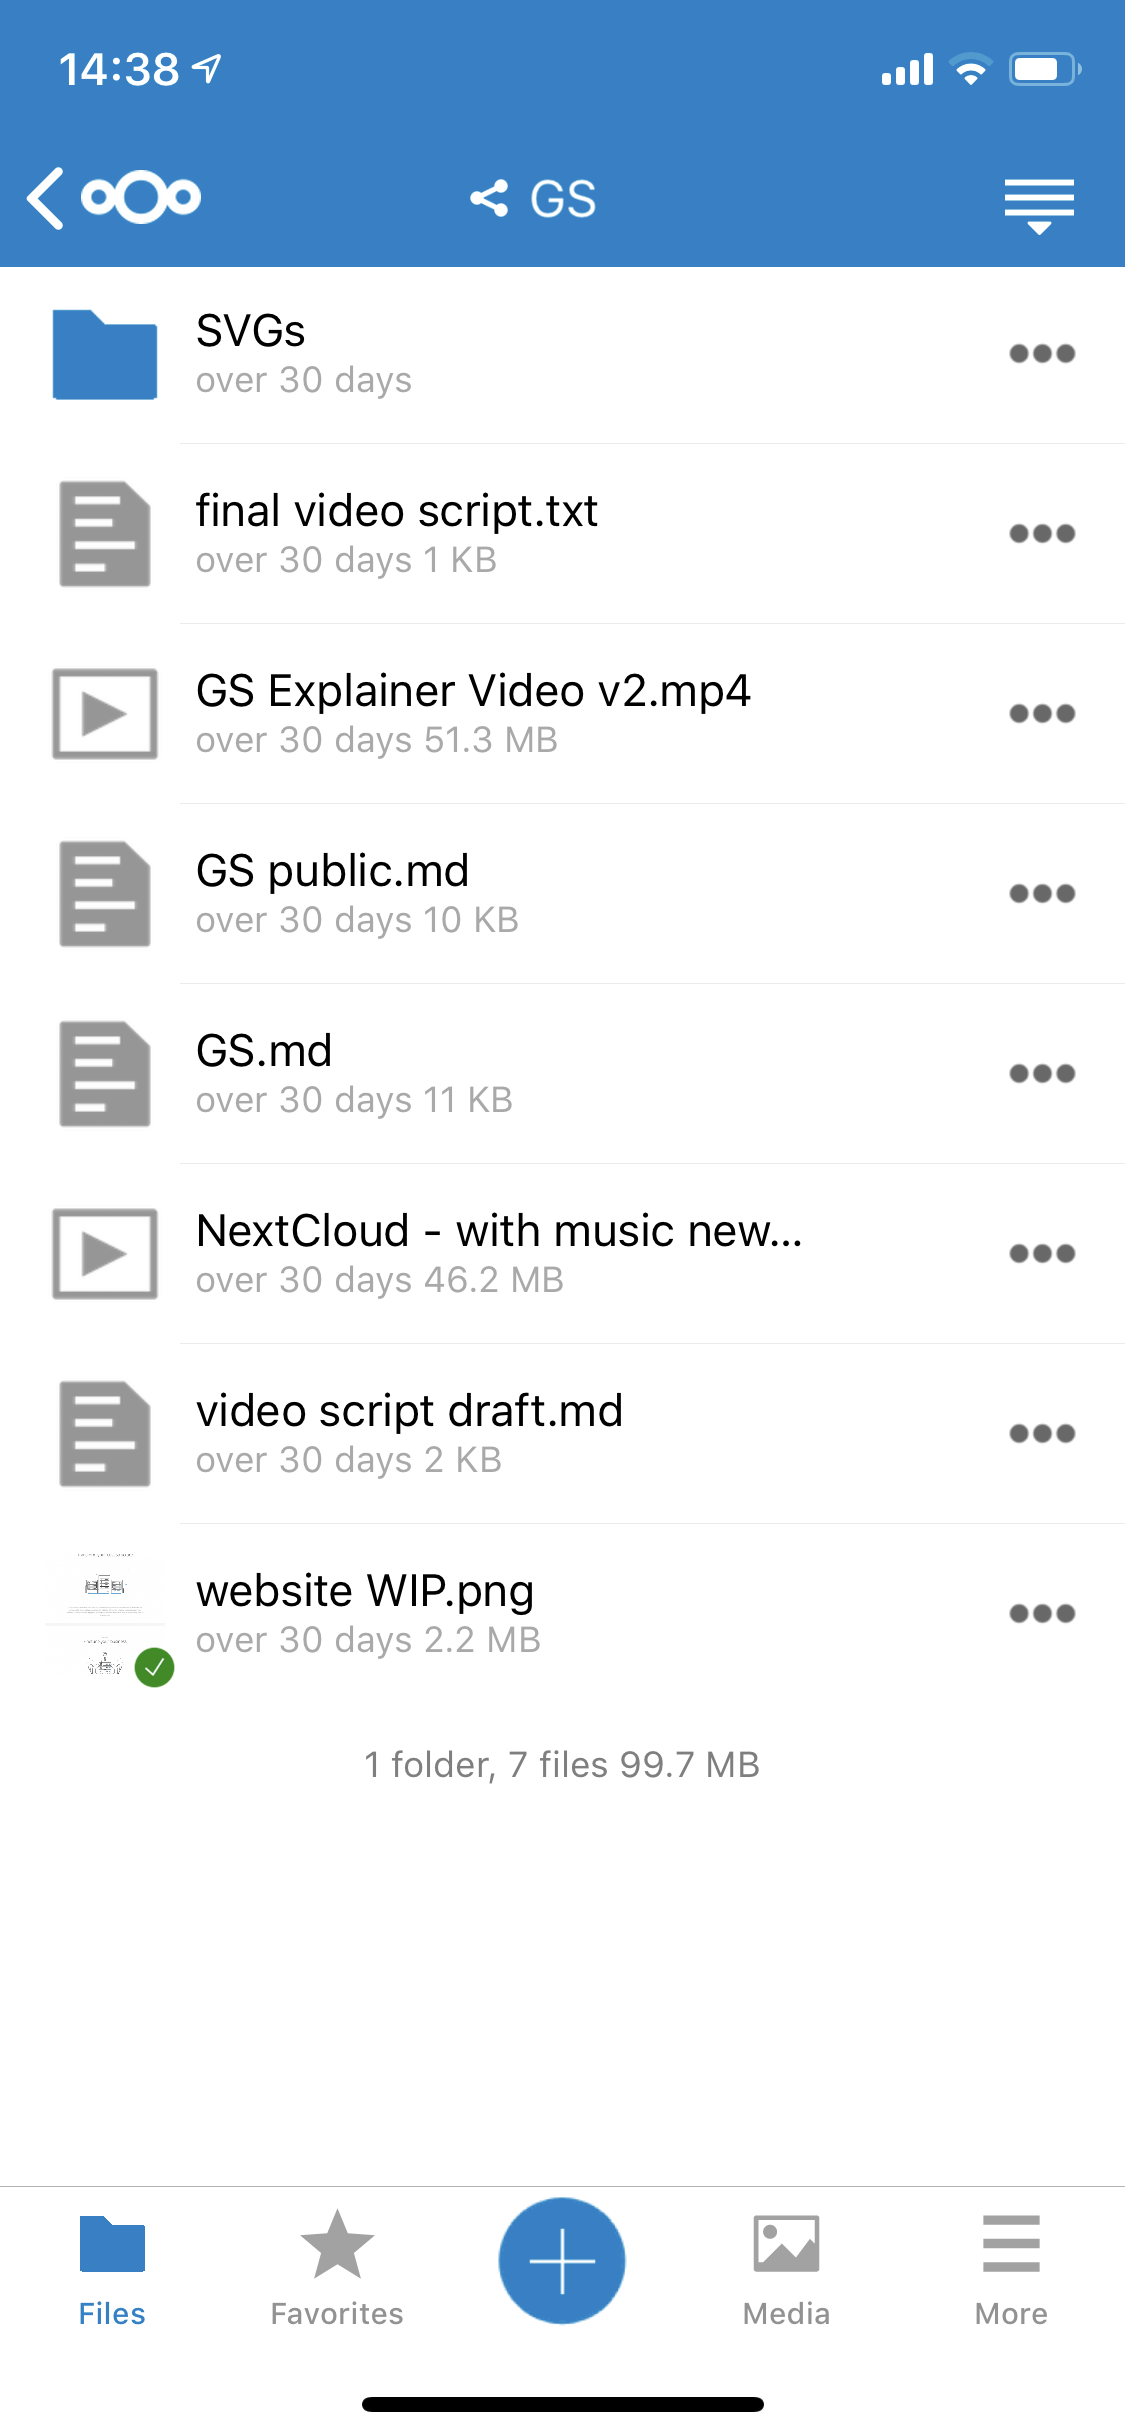 14:38
GS
SVGs
over 30 days
final video script.txt
over 30 days 1 KB
GS Explainer Video v2.mp4
over 30 days 51.3 MB
GS public.md
over 30 days 10 KB
GS.md
over 30 days 11 KB
NextCloud - with music new...
over 30 days 46.2 MB
video script draft.md
over 30 days 2 KB
website WIP.png
over 30 days 2.2 MB
1 folder, 7 files 99.7 MB
Files
Favorites
Media
More